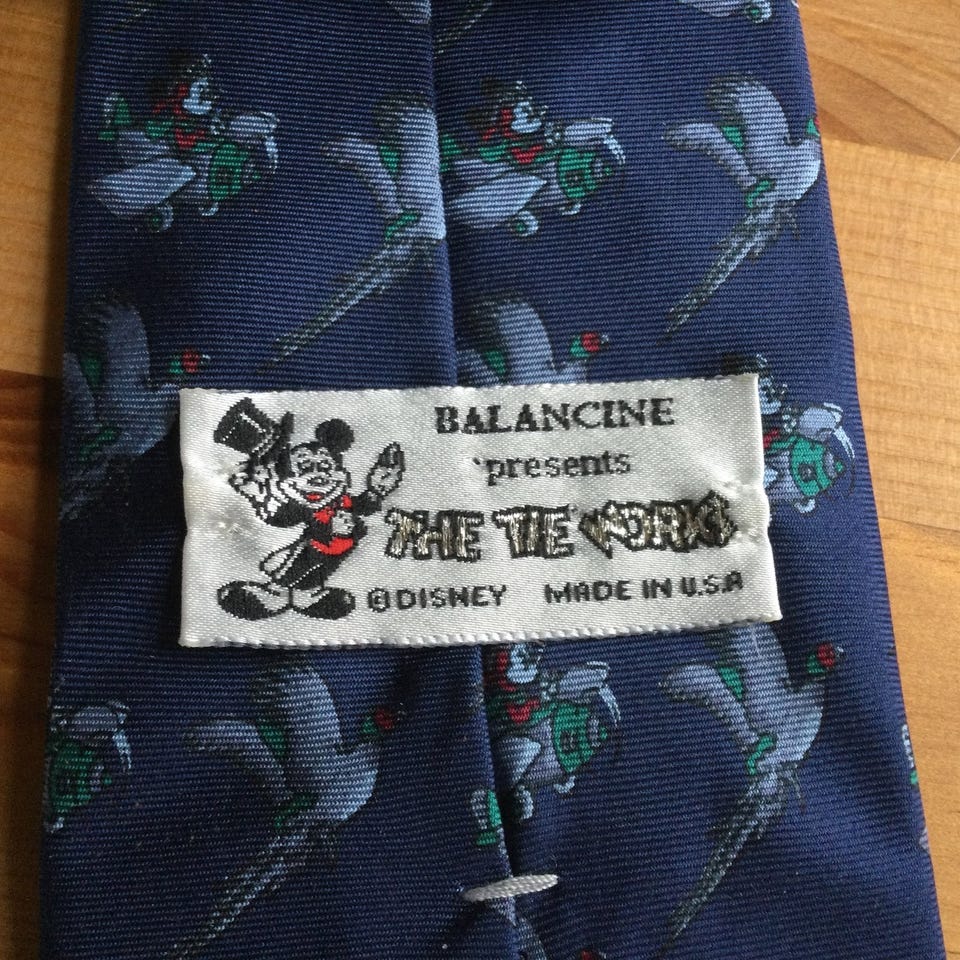 BALANCINE
'presents
THE TIE WORKS
©DISNEY MADE IN U.S.A